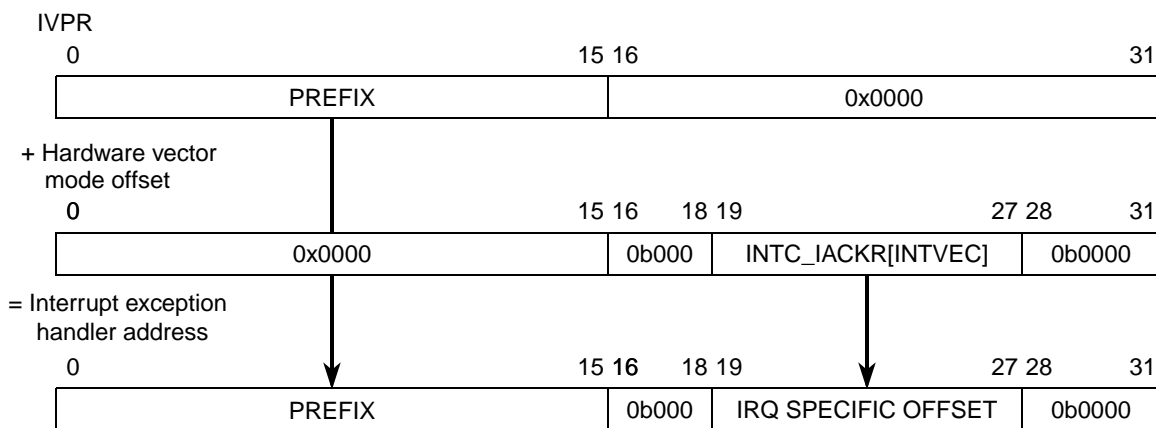 IVPR
0 15 16 31
PREFIX 0x0000
+ Hardware vector
mode offset
0 15 16 18 19 27 28 31
0x0000 0b000 INTC_IACKR[INTVEC] 0b0000
= Interrupt exception
handler address
0 15 16 18 19 27 28 31
PREFIX 0b000 IRQ SPECIFIC OFFSET 0b0000